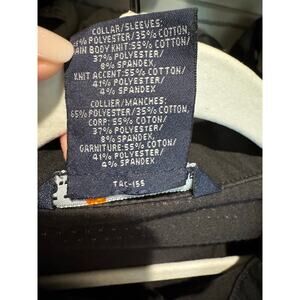 COLLAR/SLEEVES:
65% POLYESTER/35% COTTON,
MAIN BODY KNIT: 55% COTTON/
37% POLYESTER/
8% SPANDEX
KNIT ACCENT: 55% COTTON/
41% POLYESTER/
4% SPANDEX
COLLIER/MANCHES:
65% POLYESTER/35% COTTON,
CORP: 55% COTTON/
37% POLYESTER/
8% SPANDEX
GARNITURE: 55% COTTON/
41% POLYESTER/
4% SPANDEX
TAC-155